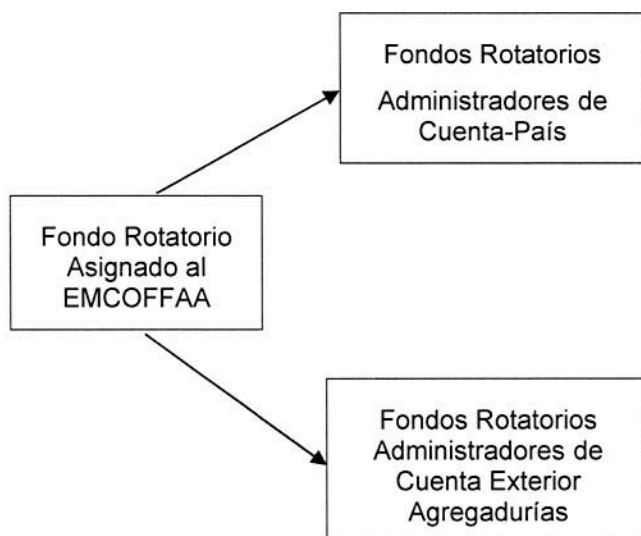 Fondos Rotatorios
Administradores de
Cuenta-País
Fondo Rotatorio
Asignado al
EMCOFFAA
Fondos Rotatorios
Administradores de
Cuenta Exterior
Agregadurías